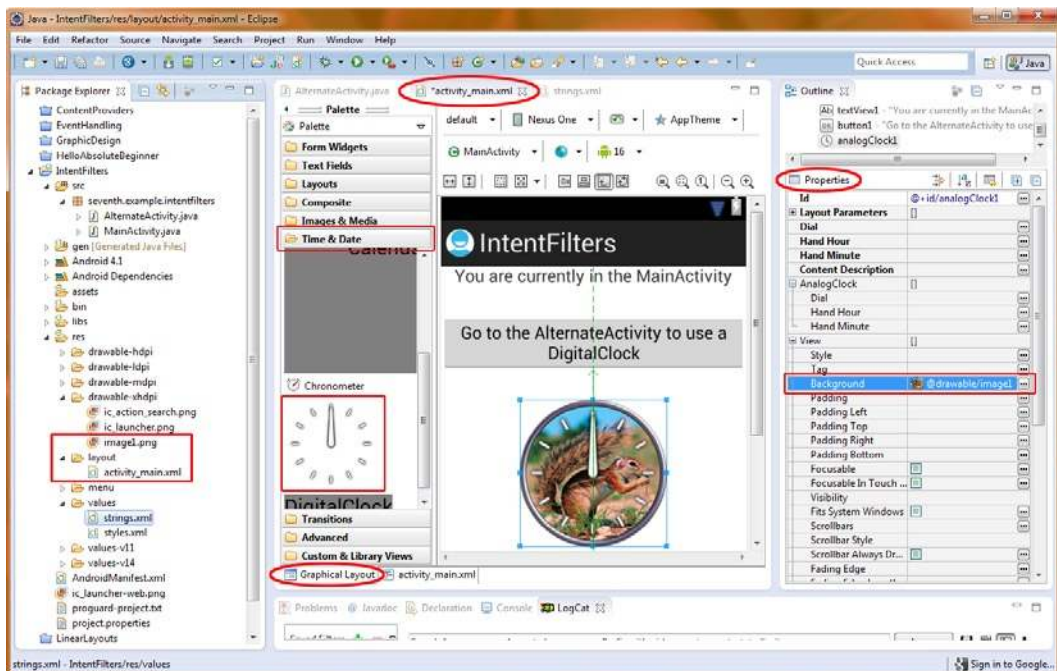 Java - IntentFilters/res/layout/activity_main.xml - Eclipse
File Edit Refactor Source Navigate Search Project Run Window Help
Quick Access
Java
Package Explorer
ContentProviders
EventHandling
GraphicDesign
HelloAbsoluteBeginner
IntentFilters
src
seventh.example.intentfilters
AlternateActivity.java
MainActivity.java
gen [Generated Java Files]
Android 4.1
Android Dependencies
assets
bin
libs
res
drawable-hdpi
drawable-ldpi
drawable-mdpi
drawable-xhdpi
ic_action_search.png
ic_launcher.png
image1.png
layout
activity_main.xml
menu
values
strings.xml
styles.xml
values-v11
values-v14
AndroidManifest.xml
ic_launcher-web.png
proguard-project.txt
project.properties
LinearLayouts
AlternateActivity.java
*activity_main.xml
strings.xml
Palette
Palette
Form Widgets
Text Fields
Layouts
Composite
Images & Media
Time & Date
Calendar
Chronometer
DigitalClock
Transitions
Advanced
Custom & Library Views
default
Nexus One
AppTheme
MainActivity
16
IntentFilters
You are currently in the MainActivity
Go to the AlternateActivity to use a
DigitalClock
Graphical Layout
activity_main.xml
Problems @ Javadoc Declaration Console LogCat
Outline
Ab textView1 - "You are currently in the MainAc
button1 - "Go to the AlternateActivity to use
analogClock1
Properties
Id @+id/analogClock1
Layout Parameters []
Dial
Hand Hour
Hand Minute
Content Description
AnalogClock []
Dial
Hand Hour
Hand Minute
View []
Style
Tag
Background @drawable/image1
Padding
Padding Left
Padding Top
Padding Right
Padding Bottom
Focusable
Focusable In Touch ...
Visibility
Fits System Windows
Scrollbars
Scrollbar Style
Scrollbar Always Dr...
Fading Edge
strings.xml - IntentFilters/res/values
Sign in to Google...